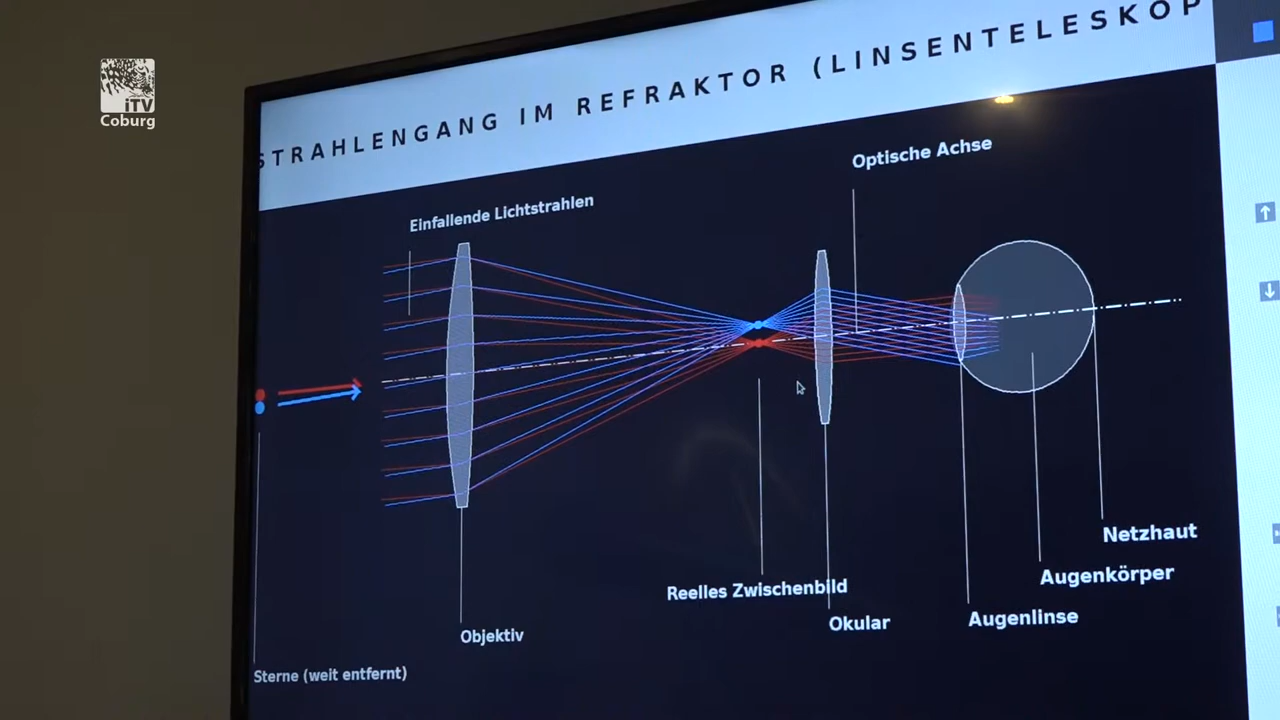 iTV
Coburg
STRAHLENGANG IM REFRAKTOR (LINSENTELESKOP
Optische Achse
Einfallende Lichtstrahlen
Netzhaut
Augenkörper
Reelles Zwischenbild
Augenlinse
Okular
Objektiv
Sterne (weit entfernt)